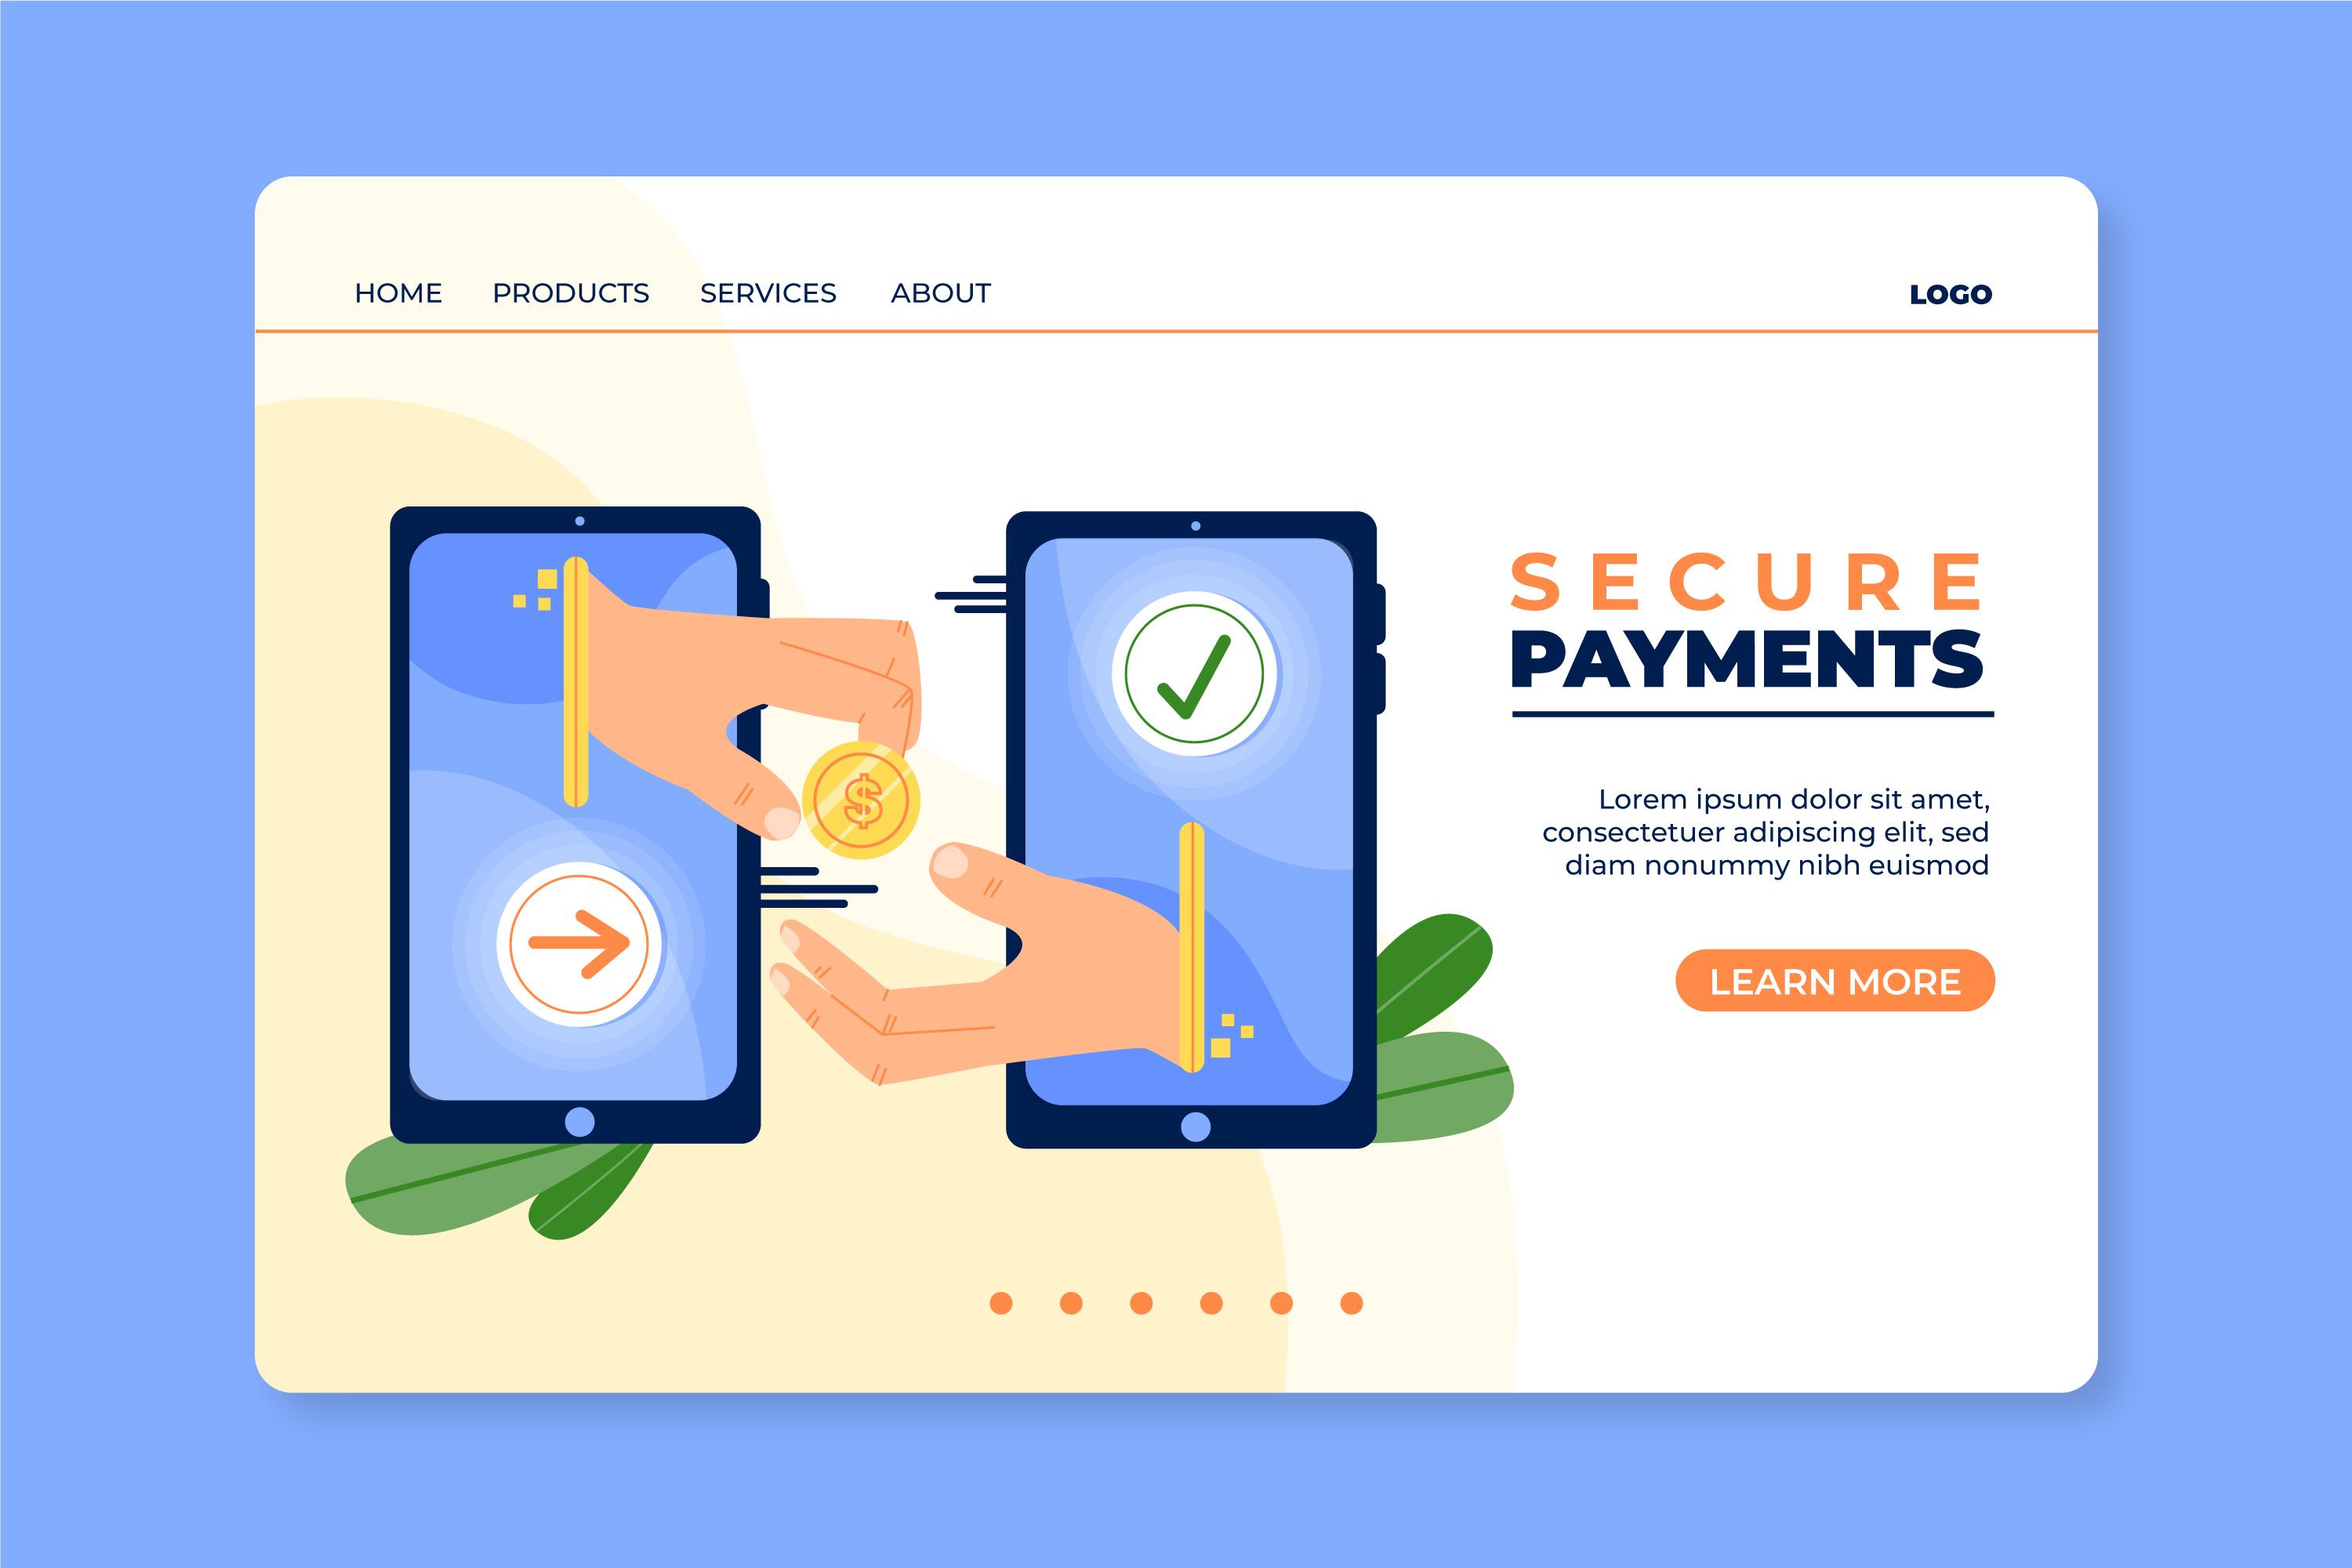 HOME PRODUCTS SERVICES ABOUT LOGO
SECURE
PAYMENTS
$
Lorem ipsum dolor sit amet,
consectetuer adipiscing elit, sed
diam nonummy nibh euismod
LEARN MORE